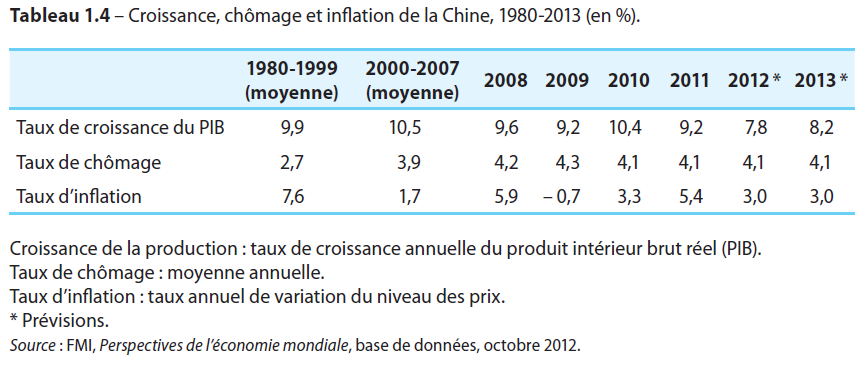 Tableau 1.4 – Croissance, chômage et inflation de la Chine, 1980-2013 (en %).
1980-1999 (moyenne) 2000-2007 (moyenne) 2008 2009 2010 2011 2012 * 2013 *
Taux de croissance du PIB 9,9 10,5 9,6 9,2 10,4 9,2 7,8 8,2
Taux de chômage 2,7 3,9 4,2 4,3 4,1 4,1 4,1 4,1
Taux d’inflation 7,6 1,7 5,9 – 0,7 3,3 5,4 3,0 3,0
Croissance de la production : taux de croissance annuelle du produit intérieur brut réel (PIB).
Taux de chômage : moyenne annuelle.
Taux d’inflation : taux annuel de variation du niveau des prix.
* Prévisions.
Source : FMI, Perspectives de l’économie mondiale, base de données, octobre 2012.